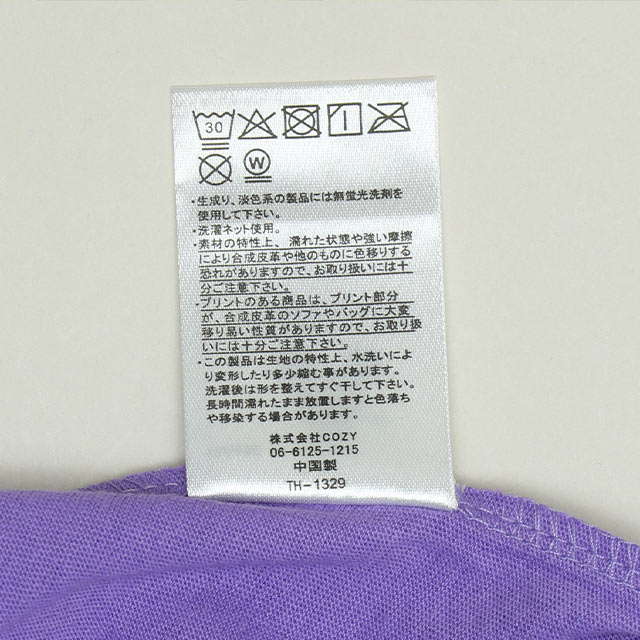 30
W
・生成り、淡色系の製品には無蛍光洗剤を
使用して下さい。
・洗濯ネット使用。
・素材の特性上、濡れた状態や強い摩擦
により合成皮革や他のものに色移りする
恐れがありますので、お取り扱いには十
分ご注意下さい。
・プリントのある商品は、プリント部分
が、合成皮革のソファやバッグに大変
移り易い性質がありますので、お取り扱
いには十分ご注意下さい。
・この製品は生地の特性上、水洗いによ
り変形したり多少縮む事があります。
洗濯後は形を整えてすぐ干して下さい。
長時間濡れたまま放置しますと色落ち
や移染する場合があります。
株式会社COZY
06-6125-1215
中国製
TH-1329